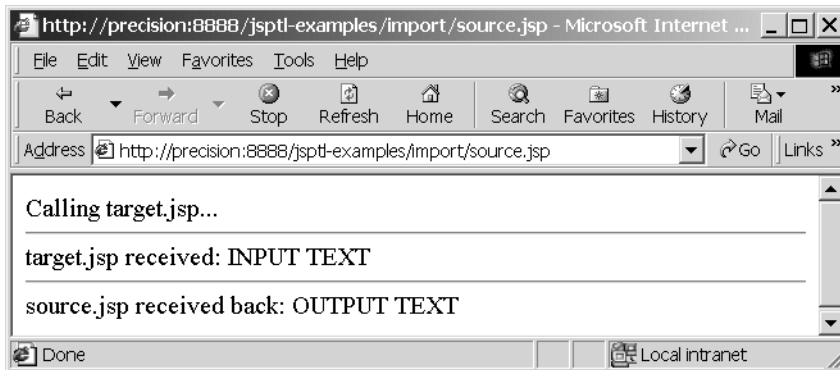 http://precision:8888/jsptl-examples/import/source.jsp - Microsoft Internet ...
File Edit View Favorites Tools Help
Back Forward Stop Refresh Home Search Favorites History Mail »
Address http://precision:8888/jsptl-examples/import/source.jsp Go Links »
Calling target.jsp...
target.jsp received: INPUT TEXT
source.jsp received back: OUTPUT TEXT
Done Local intranet